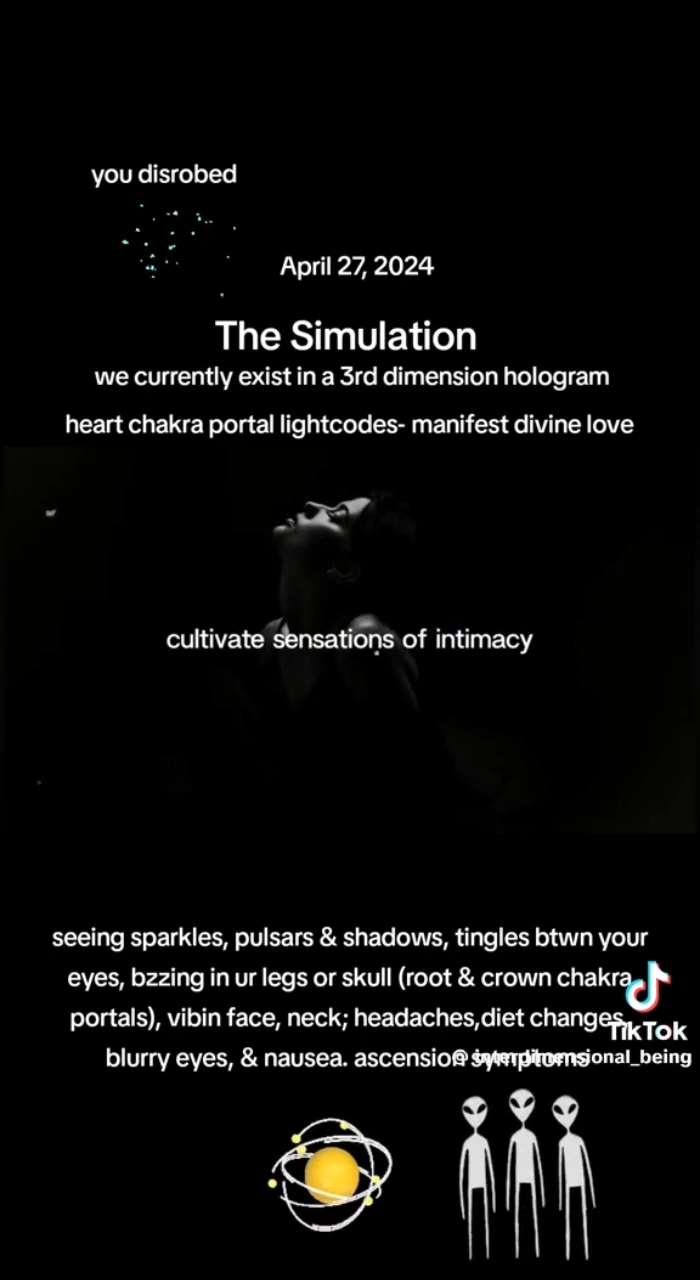 you disrobed
April 27, 2024
The Simulation
we currently exist in a 3rd dimension hologram
heart chakra portal lightcodes- manifest divine love
cultivate sensations of intimacy
seeing sparkles, pulsars & shadows, tingles btwn your
eyes, bzzing in ur legs or skull (root & crown chakra
portals), vibin face, neck; headaches,diet changes,
TikTok
blurry eyes, & nausea. ascension symptoms
@ interdimensional_being